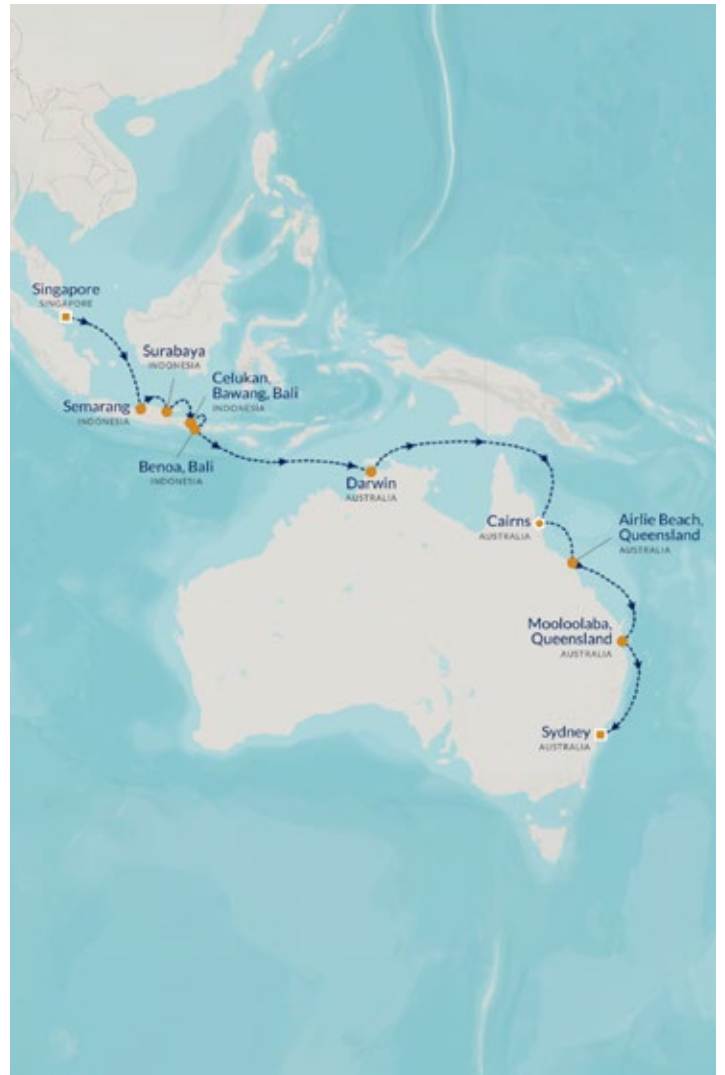 Singapore
SINGAPORE
Surabaya
INDONESIA
Celukan,
Bawang, Bali
INDONESIA
Semarang
INDONESIA
Benoa, Bali
INDONESIA
Darwin
AUSTRALIA
Cairns
AUSTRALIA
Airlie Beach,
Queensland
AUSTRALIA
Mooloolaba,
Queensland
AUSTRALIA
Sydney
AUSTRALIA